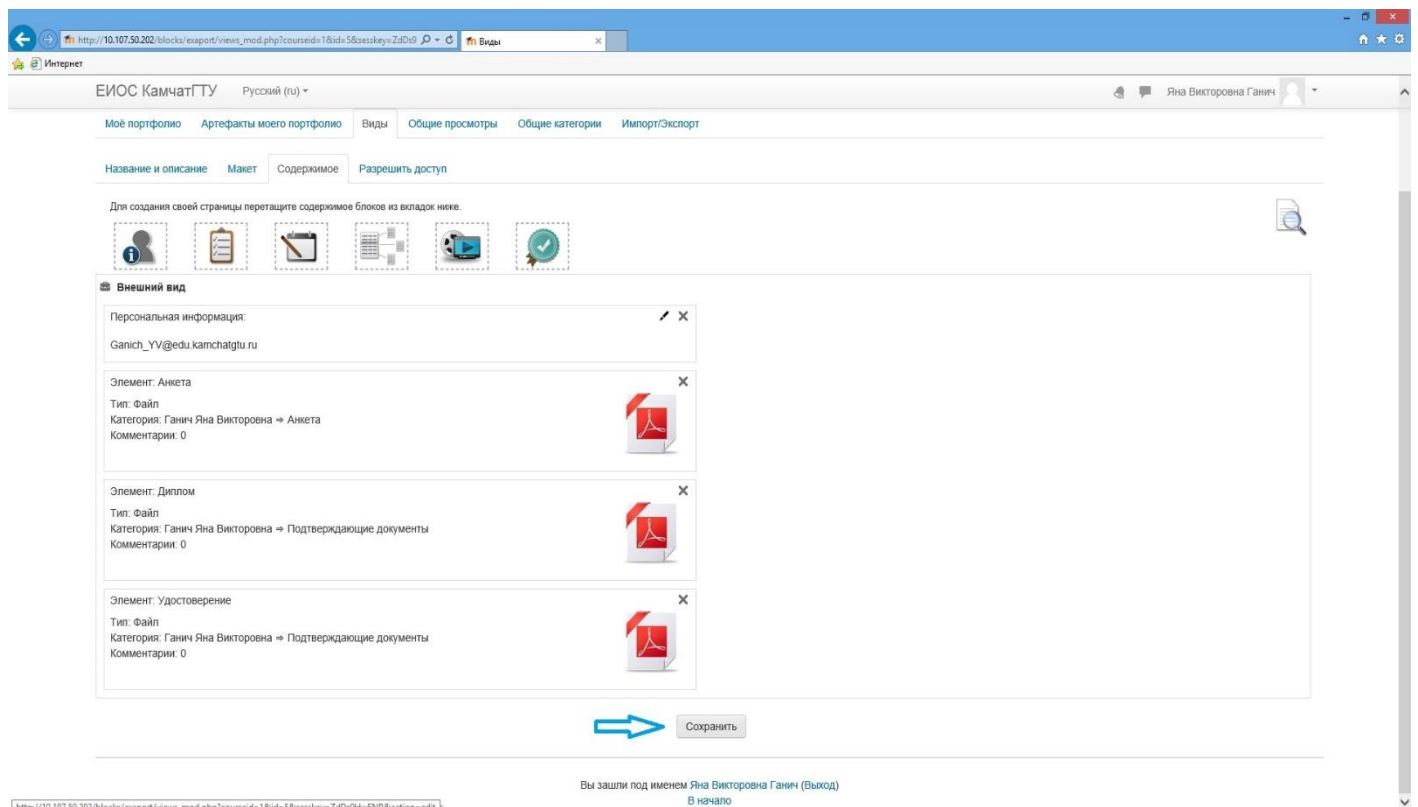 http://10.107.50.202/blocks/exaport/views_mod.php?courseid=1&id=5&sesskey=ZdDs9
Виды
Интернет
ЕИОС КамчатГТУ Русский (ru) Яна Викторовна Ганич
Моё портфолио Артефакты моего портфолио Виды Общие просмотры Общие категории Импорт/Экспорт
Название и описание Макет Содержимое Разрешить доступ
Для создания своей страницы перетащите содержимое блоков из вкладок ниже.
Внешний вид
Персональная информация:
Ganich_YV@edu.kamchatgtu.ru
Элемент: Анкета
Тип: Файл
Категория: Ганич Яна Викторовна ⇒ Анкета
Комментарии: 0
Элемент: Диплом
Тип: Файл
Категория: Ганич Яна Викторовна ⇒ Подтверждающие документы
Комментарии: 0
Элемент: Удостоверение
Тип: Файл
Категория: Ганич Яна Викторовна ⇒ Подтверждающие документы
Комментарии: 0
Сохранить
Вы зашли под именем Яна Викторовна Ганич (Выход)
В начало